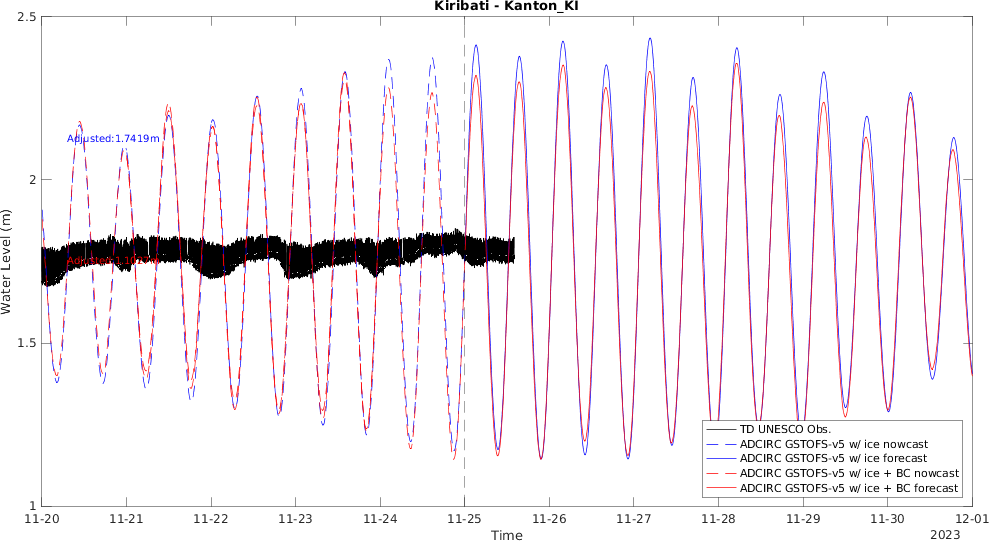 Kiribati - Kanton_KI
2.5
2
1.5
1
Water Level (m)
Adjusted:1.7419m
11-20
11-21
11-22
11-23
11-24
11-25
11-26
11-27
11-28
11-29
11-30
12-01
Time
2023
TD UNESCO Obs.
ADCIRC GSTOFS-v5 w/ ice nowcast
ADCIRC GSTOFS-v5 w/ ice forecast
ADCIRC GSTOFS-v5 w/ ice + BC nowcast
ADCIRC GSTOFS-v5 w/ ice + BC forecast